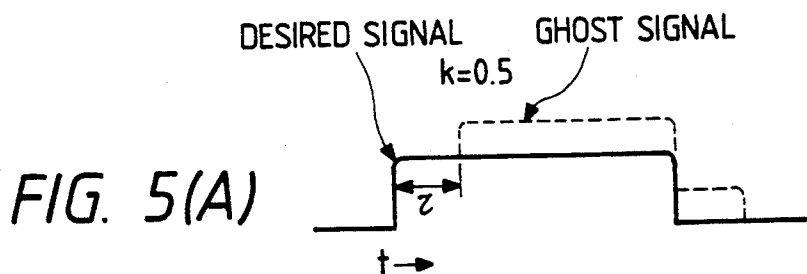 DESIRED SIGNAL
GHOST SIGNAL
k=0.5
τ
FIG. 5(A)
t